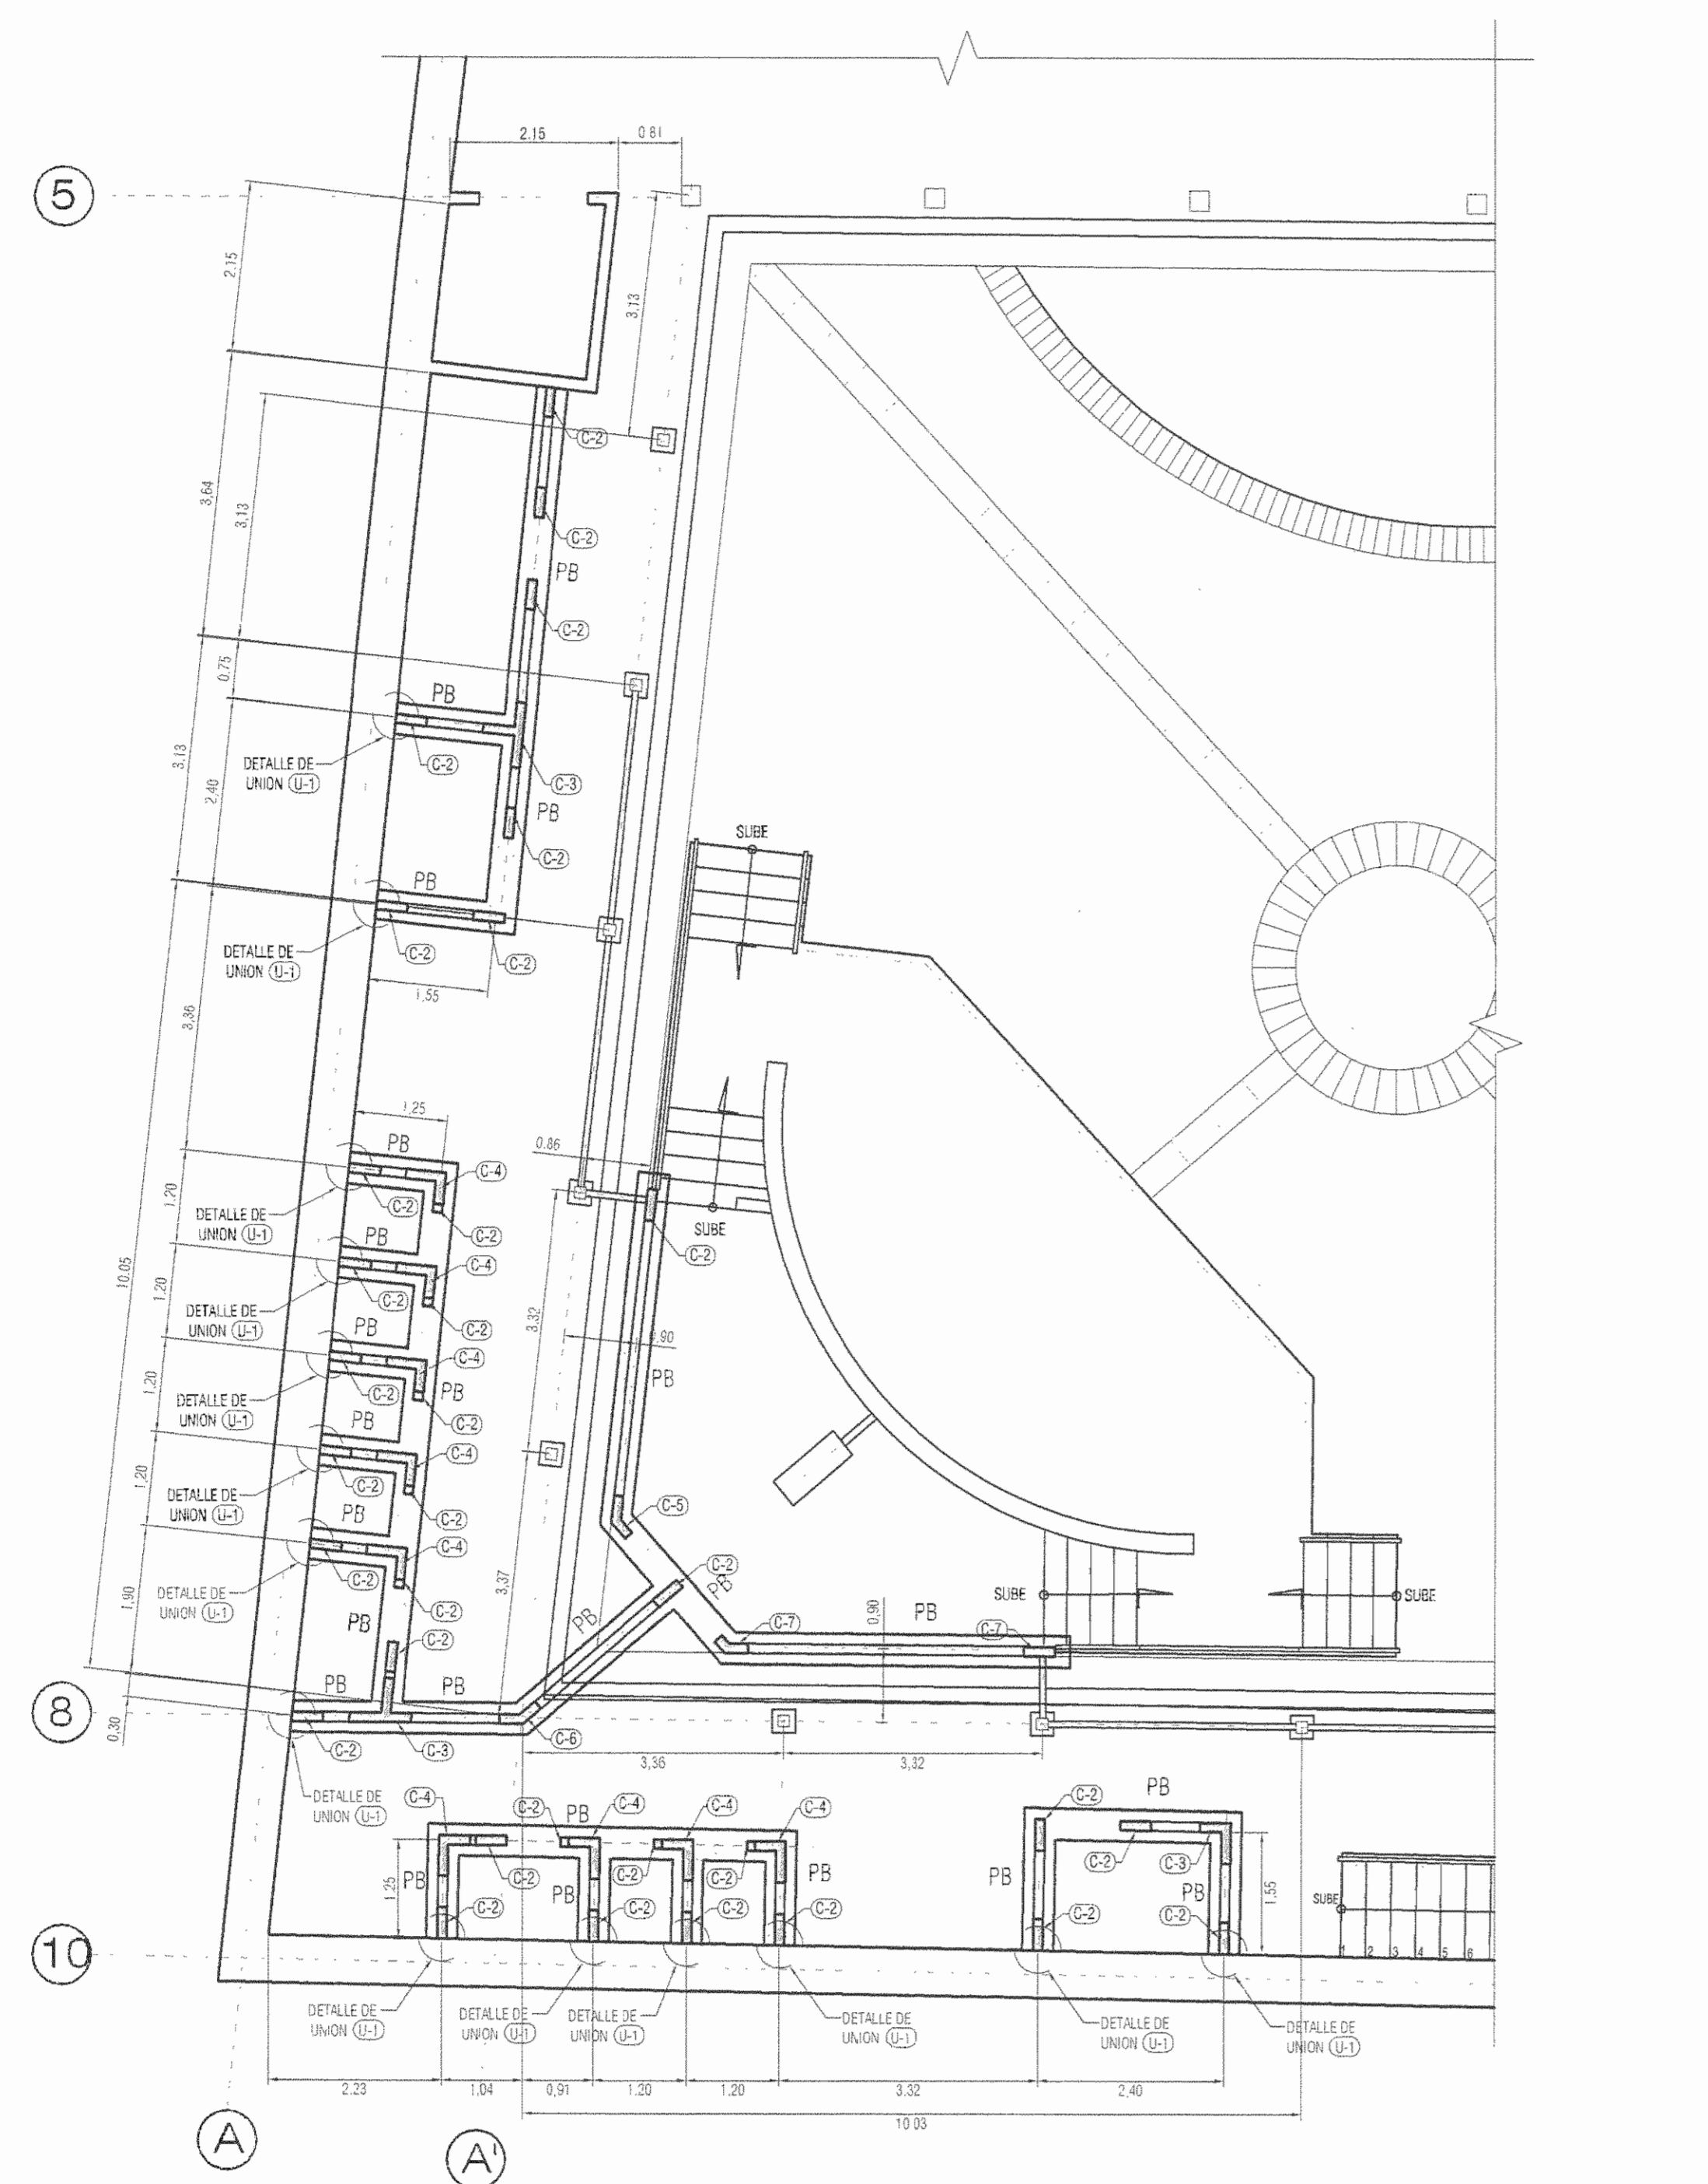 2.15
0.81
5
2.15
3.13
C-2
3,64
3,13
C-2
PB
C-2
0.75
PB
DETALLE DE
UNION U-1
C-2
C-3
3,13
2,40
PB
SUBE
C-2
PB
DETALLE DE
UNION U-1
C-2
C-2
1,55
3,36
1,25
0.86
PB
C-4
1.20
C-2
DETALLE DE
UNION U-1
SUBE
C-2
PB
C-2
C-4
10.05
1,20
C-2
DETALLE DE
UNION U-1
3.32
C-2
PB
,90
C-4
1,20
C-2
PB
PB
DETALLE DE
UNION U-1
C-2
PB
C-4
1,20
C-2
DETALLE DE
UNION U-1
C-5
C-2
PB
C-4
3,37
C-2
C-2
PB
1,90
DETALLE DE
UNION U-1
SUBE
SUBE
C-2
PB
PB
0,90
PB
C-7
C-7
C-2
PB
PB
8
0,30
C-2
C-3
C-6
3,36
3,32
DETALLE DE
UNION U-1
C-4
C-2
PB
C-4
C-4
C-4
C-2
PB
C-2
C-2
C-2
C-2
C-3
PB
1,25
PB
PB
PB
PB
1,55
C-2
C-2
C-2
C-2
C-2
C-2
SUBE
10
1
2
3
4
5
6
DETALLE DE
UNION U-1
DETALLE DE
UNION U-1
DETALLE DE
UNION U-1
DETALLE DE
UNION U-1
DETALLE DE
UNION U-1
DETALLE DE
UNION U-1
2.23
1,04
0,91
1.20
1.20
3.32
2,40
10 03
A
A'